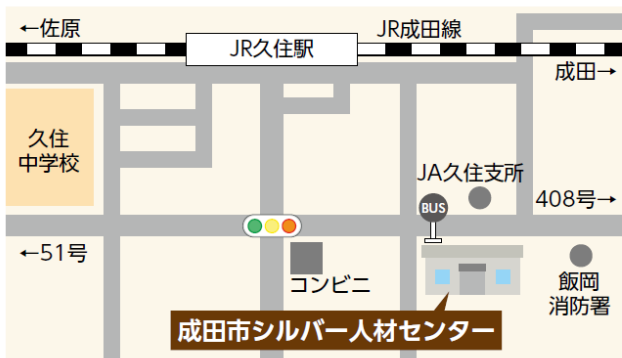 ←佐原
JR成田線
JR久住駅
成田→
久住
中学校
JA久住支所
BUS
408号→
←51号
コンビニ
飯岡
消防署
成田市シルバー人材センター